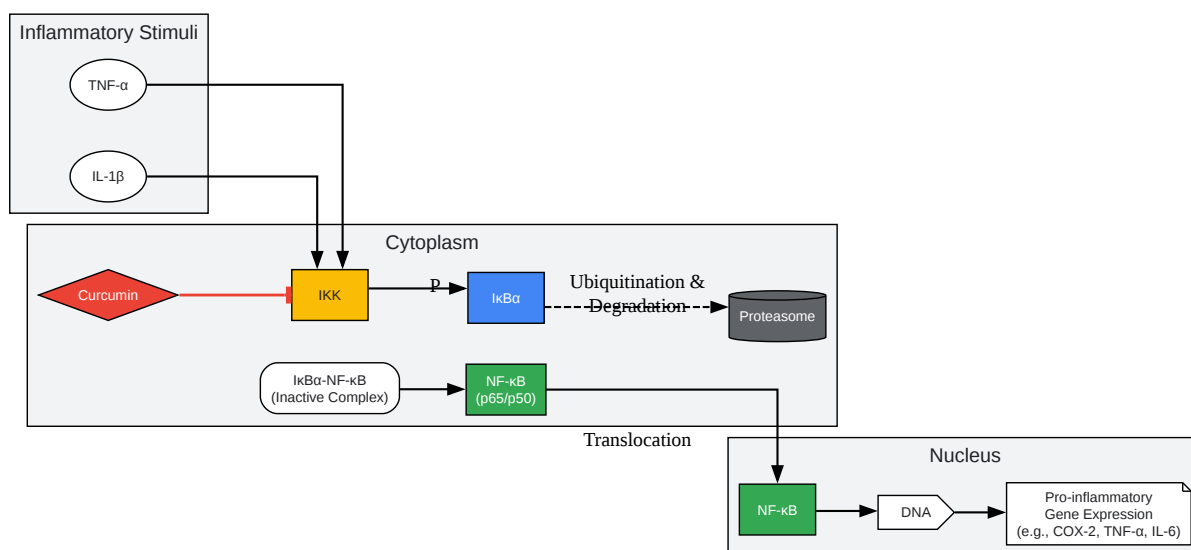 Inflammatory Stimuli
TNF-α
IL-1β
Cytoplasm
Curcumin
IKK
P
IκBα
Ubiquitination &
Degradation
Proteasome
IκBα-NF-κB
(Inactive Complex)
NF-κB
(p65/p50)
Translocation
Nucleus
NF-κB
DNA
Pro-inflammatory
Gene Expression
(e.g., COX-2, TNF-α, IL-6)